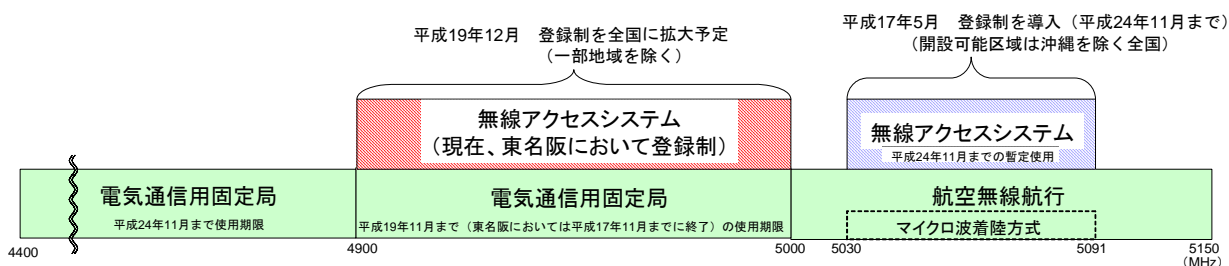 平成19年12月　登録制を全国に拡大予定
（一部地域を除く）
平成17年5月　登録制を導入（平成24年11月まで）
（開設可能区域は沖縄を除く全国）
無線アクセスシステム
（現在、東名阪において登録制）
無線アクセスシステム
平成24年11月までの暫定使用
電気通信用固定局
平成24年11月まで使用期限
電気通信用固定局
平成19年11月まで（東名阪においては平成17年11月までに終了）の使用期限
航空無線航行
マイクロ波着陸方式
4400
4900
5000
5030
5091
5150
（MHz）